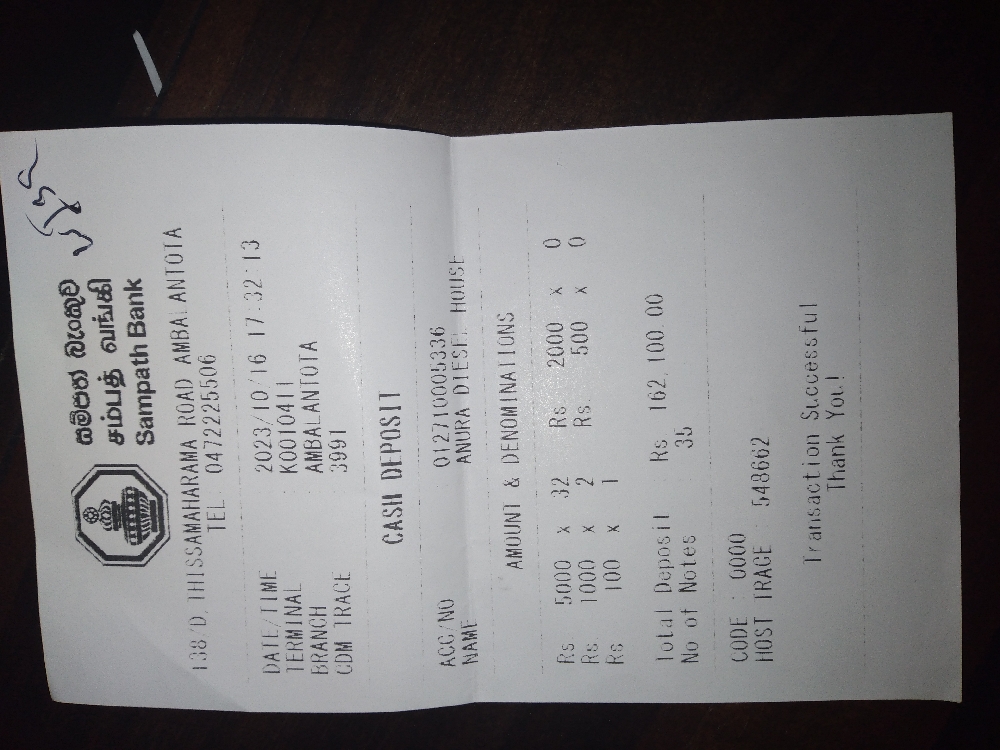 සම්පත් බැංකුව
சம்பத் வங்கி
Sampath Bank
138/D, THISSAMAHARAMA ROAD AMBALANTOTA
TEL 0472225506
DATE/TIME : 2023/10/16 17:32:13
TERMINAL : K0010411
BRANCH : AMBALANTOTA
CDM TRACE : 3991
CASH DEPOSIT
ACC/NO 012710005336
NAME ANURA DIESEL HOUSE
AMOUNT & DENOMINATIONS
Rs 5000 x 32 Rs 2000 x 0
Rs. 1000 x 2 Rs. 500 x 0
Rs 100 x 1
Total Deposit : Rs 162,100.00
No of Notes : 35
CODE : 0000
HOST TRACE : 548662
Transaction Successful
Thank You!